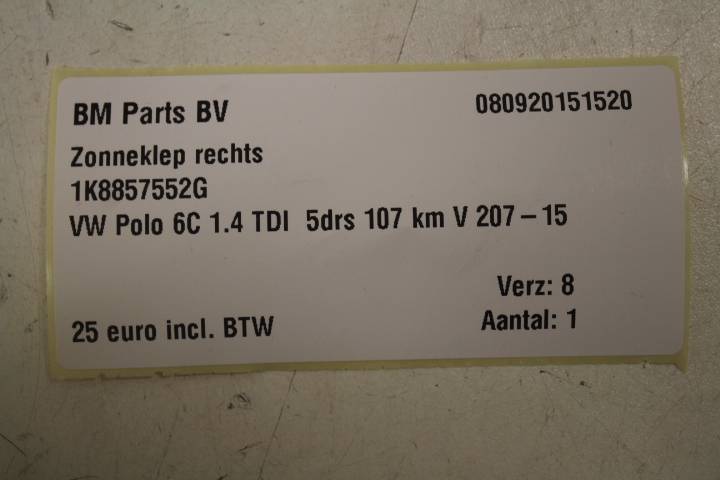 BM Parts BV 080920151520
Zonneklep rechts
1K8857552G
VW Polo 6C 1.4 TDI 5drs 107 km V 207-15
Verz: 8
25 euro incl. BTW Aantal: 1